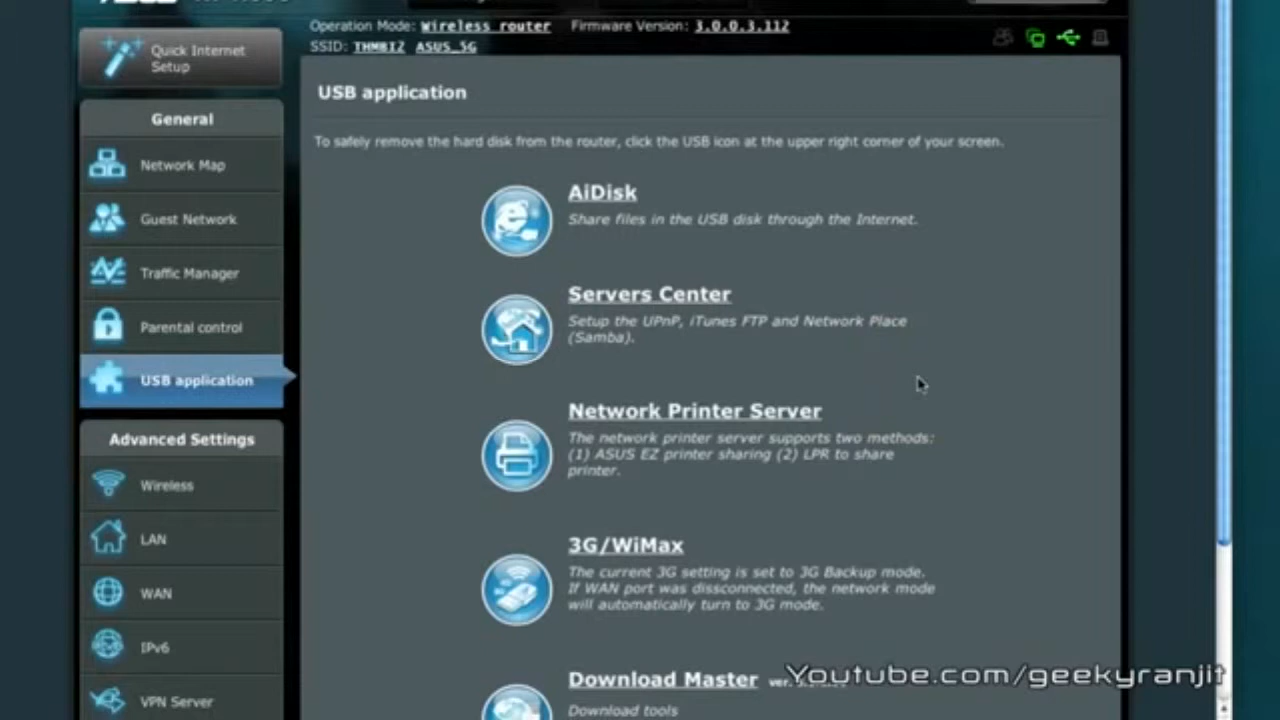 Operation Mode: Wireless router Firmware Version: 3.0.0.3.112
SSID: THMBIZ ASUS_5G
Quick Internet
Setup
General
Network Map
Guest Network
Traffic Manager
Parental control
USB application
Advanced Settings
Wireless
LAN
WAN
IPv6
VPN Server
USB application
To safely remove the hard disk from the router, click the USB icon at the upper right corner of your screen.
AiDisk
Share files in the USB disk through the Internet.
Servers Center
Setup the UPnP, iTunes FTP and Network Place
(Samba).
Network Printer Server
The network printer server supports two methods:
(1) ASUS EZ printer sharing (2) LPR to share
printer.
3G/WiMax
The current 3G setting is set to 3G Backup mode.
If WAN port was dissconnected, the network mode
will automatically turn to 3G mode.
Download Master ver.
Download tools
Youtube.com/geekyranjit